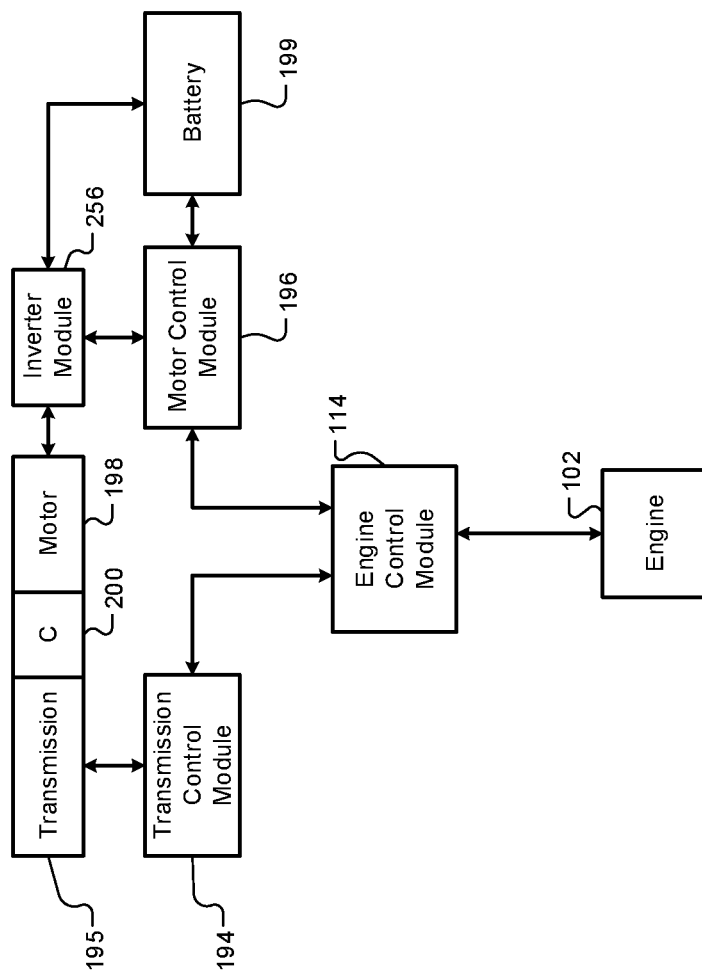 Transmission
C
Motor
Inverter
Module
256
195
200
198
Transmission
Control
Module
Motor Control
Module
Battery
194
196
199
Engine
Control
Module
114
Engine
102